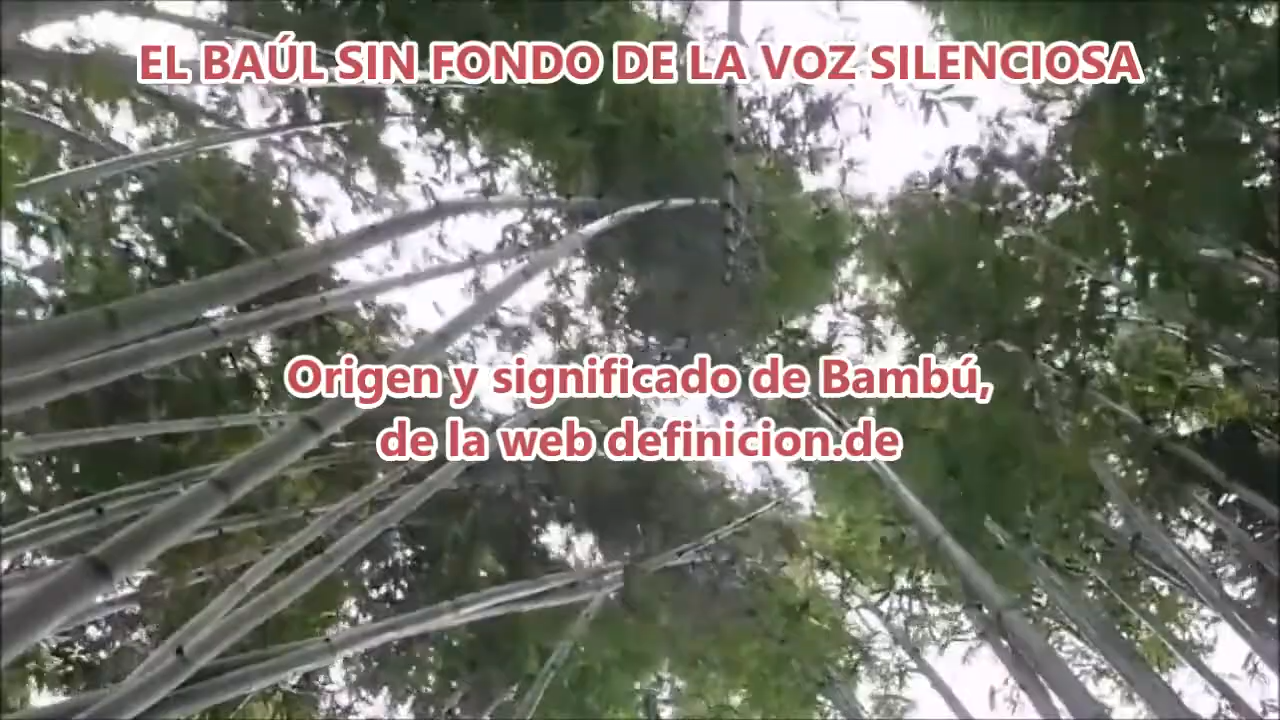 EL BAÚL SIN FONDO DE LA VOZ SILENCIOSA
Origen y significado de Bambú,
de la web definicion.de